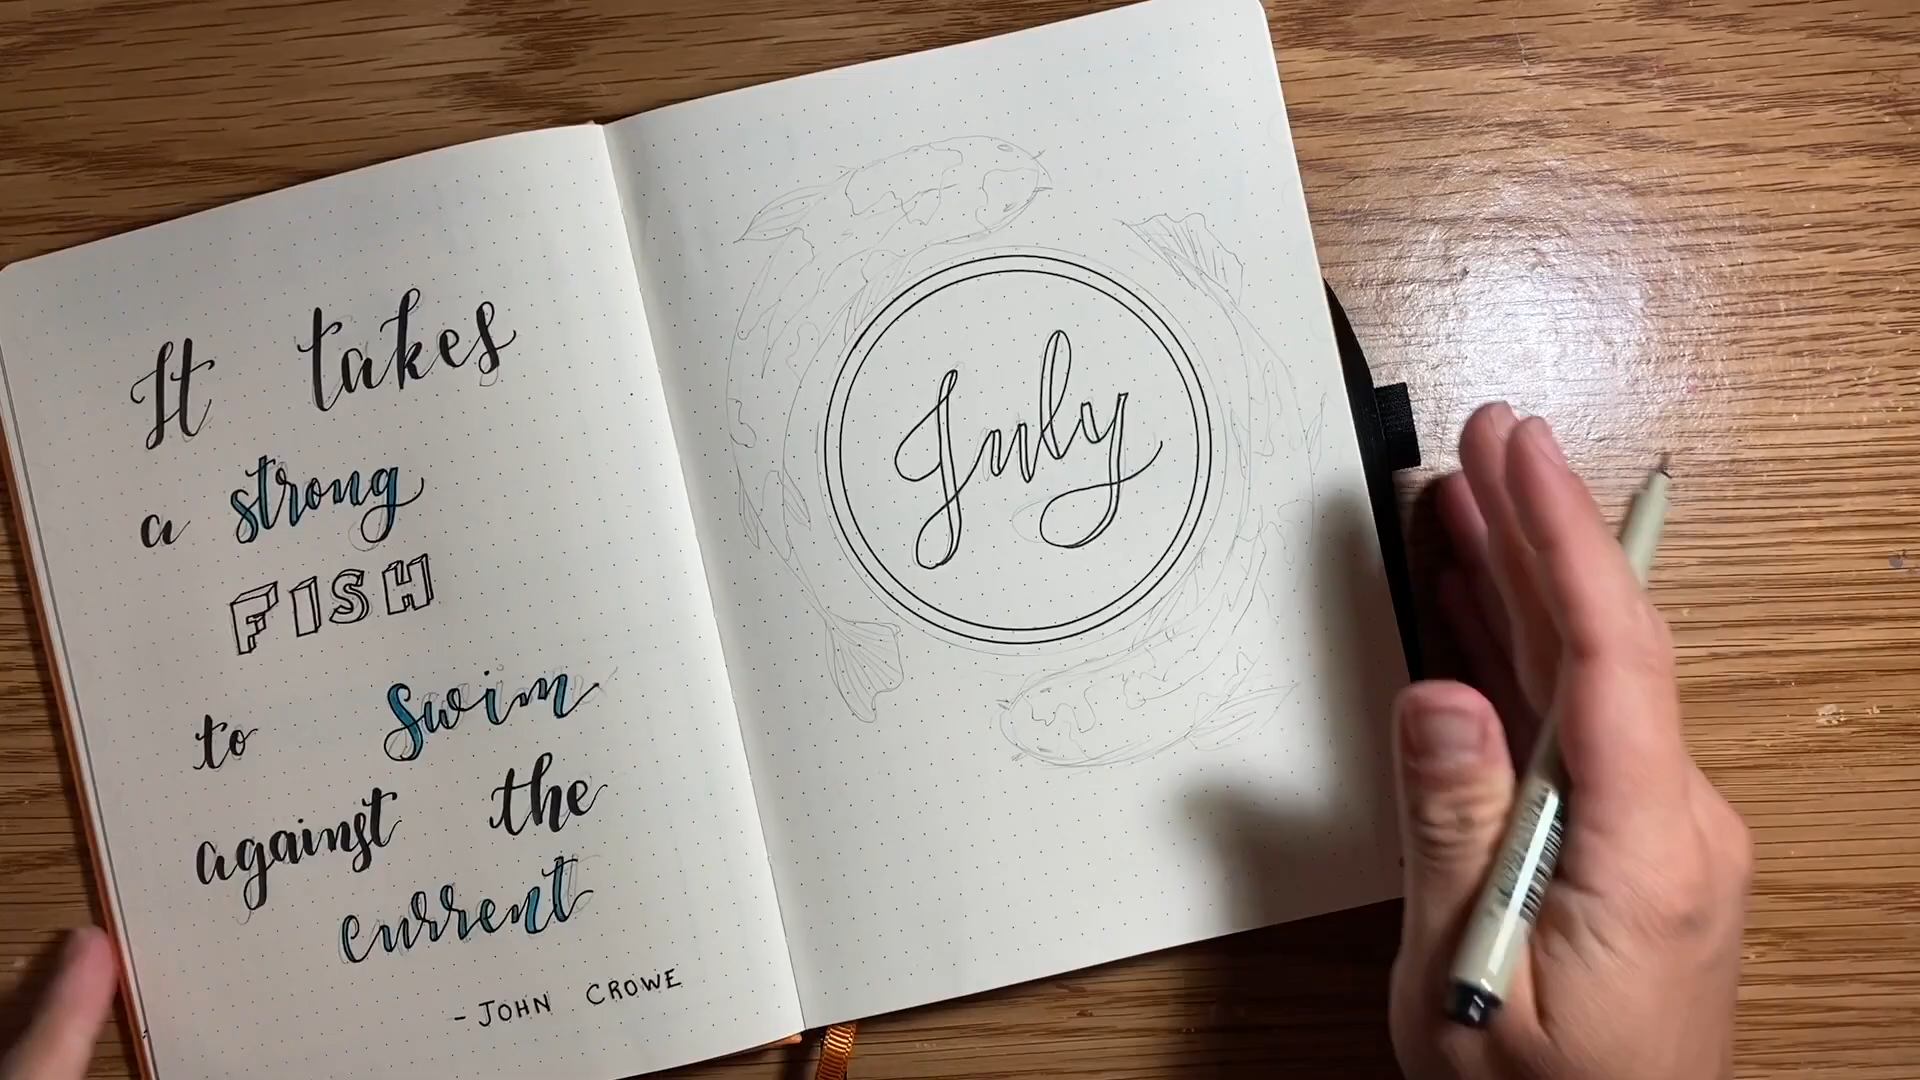 It takes
a strong
FISH
to swim
against the
current
- JOHN CROWE
July